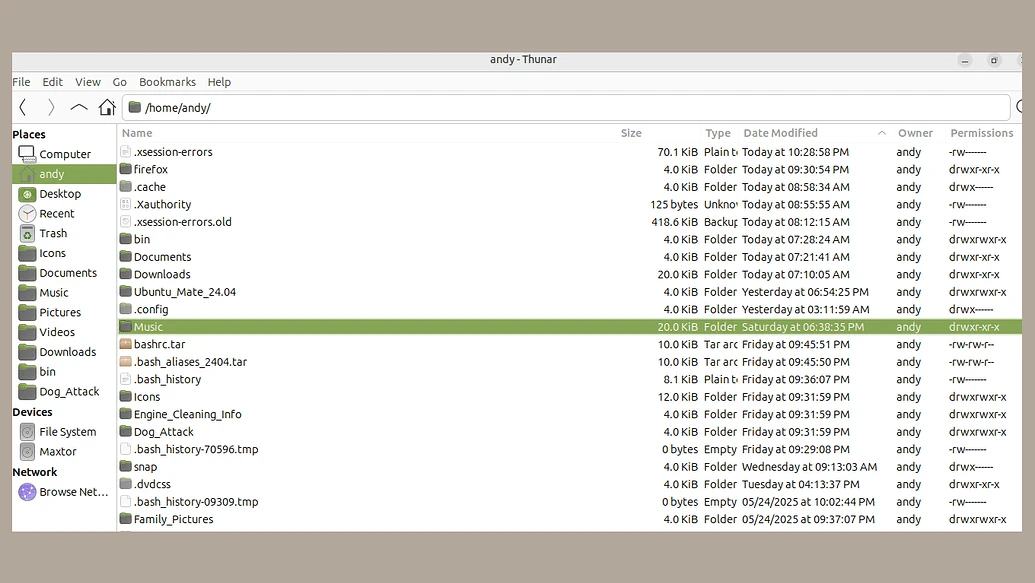 andy - Thunar
File Edit View Go Bookmarks Help
/home/andy/
Places
Computer
andy
Desktop
Recent
Trash
Icons
Documents
Music
Pictures
Videos
Downloads
bin
Dog_Attack
Devices
File System
Maxtor
Network
Browse Net...
Name Size Type Date Modified Owner Permissions
.xsession-errors 70.1 KiB Plain t Today at 10:28:58 PM andy -rw-------
firefox 4.0 KiB Folder Today at 09:30:54 PM andy drwxr-xr-x
.cache 4.0 KiB Folder Today at 08:58:34 AM andy drwx------
.Xauthority 125 bytes Unknov Today at 08:55:55 AM andy -rw-------
.xsession-errors.old 418.6 KiB Backup Today at 08:12:15 AM andy -rw-------
bin 4.0 KiB Folder Today at 07:28:24 AM andy drwxrwxr-x
Documents 4.0 KiB Folder Today at 07:21:41 AM andy drwxr-xr-x
Downloads 20.0 KiB Folder Today at 07:10:05 AM andy drwxr-xr-x
Ubuntu_Mate_24.04 4.0 KiB Folder Yesterday at 06:54:25 PM andy drwxrwxr-x
.config 4.0 KiB Folder Yesterday at 03:11:59 AM andy drwx------
Music 20.0 KiB Folder Saturday at 06:38:35 PM andy drwxr-xr-x
bashrc.tar 10.0 KiB Tar arc Friday at 09:45:51 PM andy -rw-rw-r--
.bash_aliases_2404.tar 10.0 KiB Tar arc Friday at 09:45:50 PM andy -rw-rw-r--
.bash_history 8.1 KiB Plain t Friday at 09:36:07 PM andy -rw-------
Icons 12.0 KiB Folder Friday at 09:31:59 PM andy drwxrwxr-x
Engine_Cleaning_Info 4.0 KiB Folder Friday at 09:31:59 PM andy drwxrwxr-x
Dog_Attack 4.0 KiB Folder Friday at 09:31:59 PM andy drwxrwxr-x
.bash_history-70596.tmp 0 bytes Empty Friday at 09:29:08 PM andy -rw-------
snap 4.0 KiB Folder Wednesday at 09:13:03 AM andy drwx------
.dvdcss 4.0 KiB Folder Tuesday at 04:13:37 PM andy drwxr-xr-x
.bash_history-09309.tmp 0 bytes Empty 05/24/2025 at 10:02:44 PM andy -rw-------
Family_Pictures 4.0 KiB Folder 05/24/2025 at 09:37:07 PM andy drwxrwxr-x